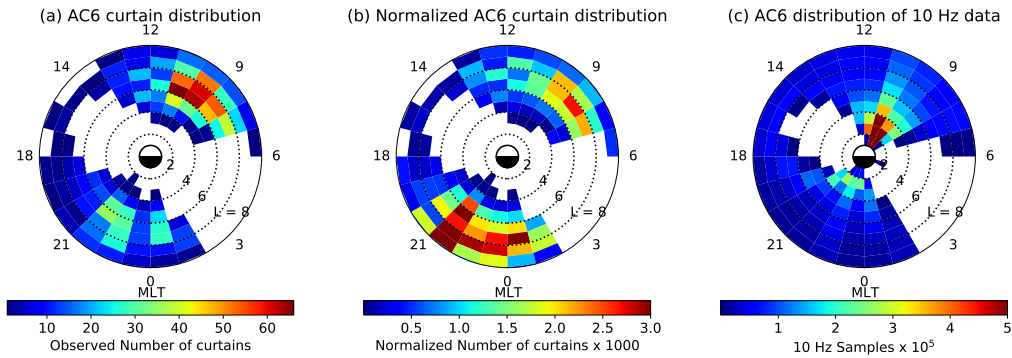 (a) AC6 curtain distribution
(b) Normalized AC6 curtain distribution
(c) AC6 distribution of 10 Hz data
12
14
9
18
6
2
4
6
L = 8
21
3
0
MLT
12
14
9
18
6
2
4
6
L = 8
21
3
0
MLT
12
14
9
18
6
2
4
6
L = 8
21
3
0
MLT
10 20 30 40 50 60
Observed Number of curtains
0.5 1.0 1.5 2.0 2.5 3.0
Normalized Number of curtains x 1000
1 2 3 4 5
10 Hz Samples x 10⁵